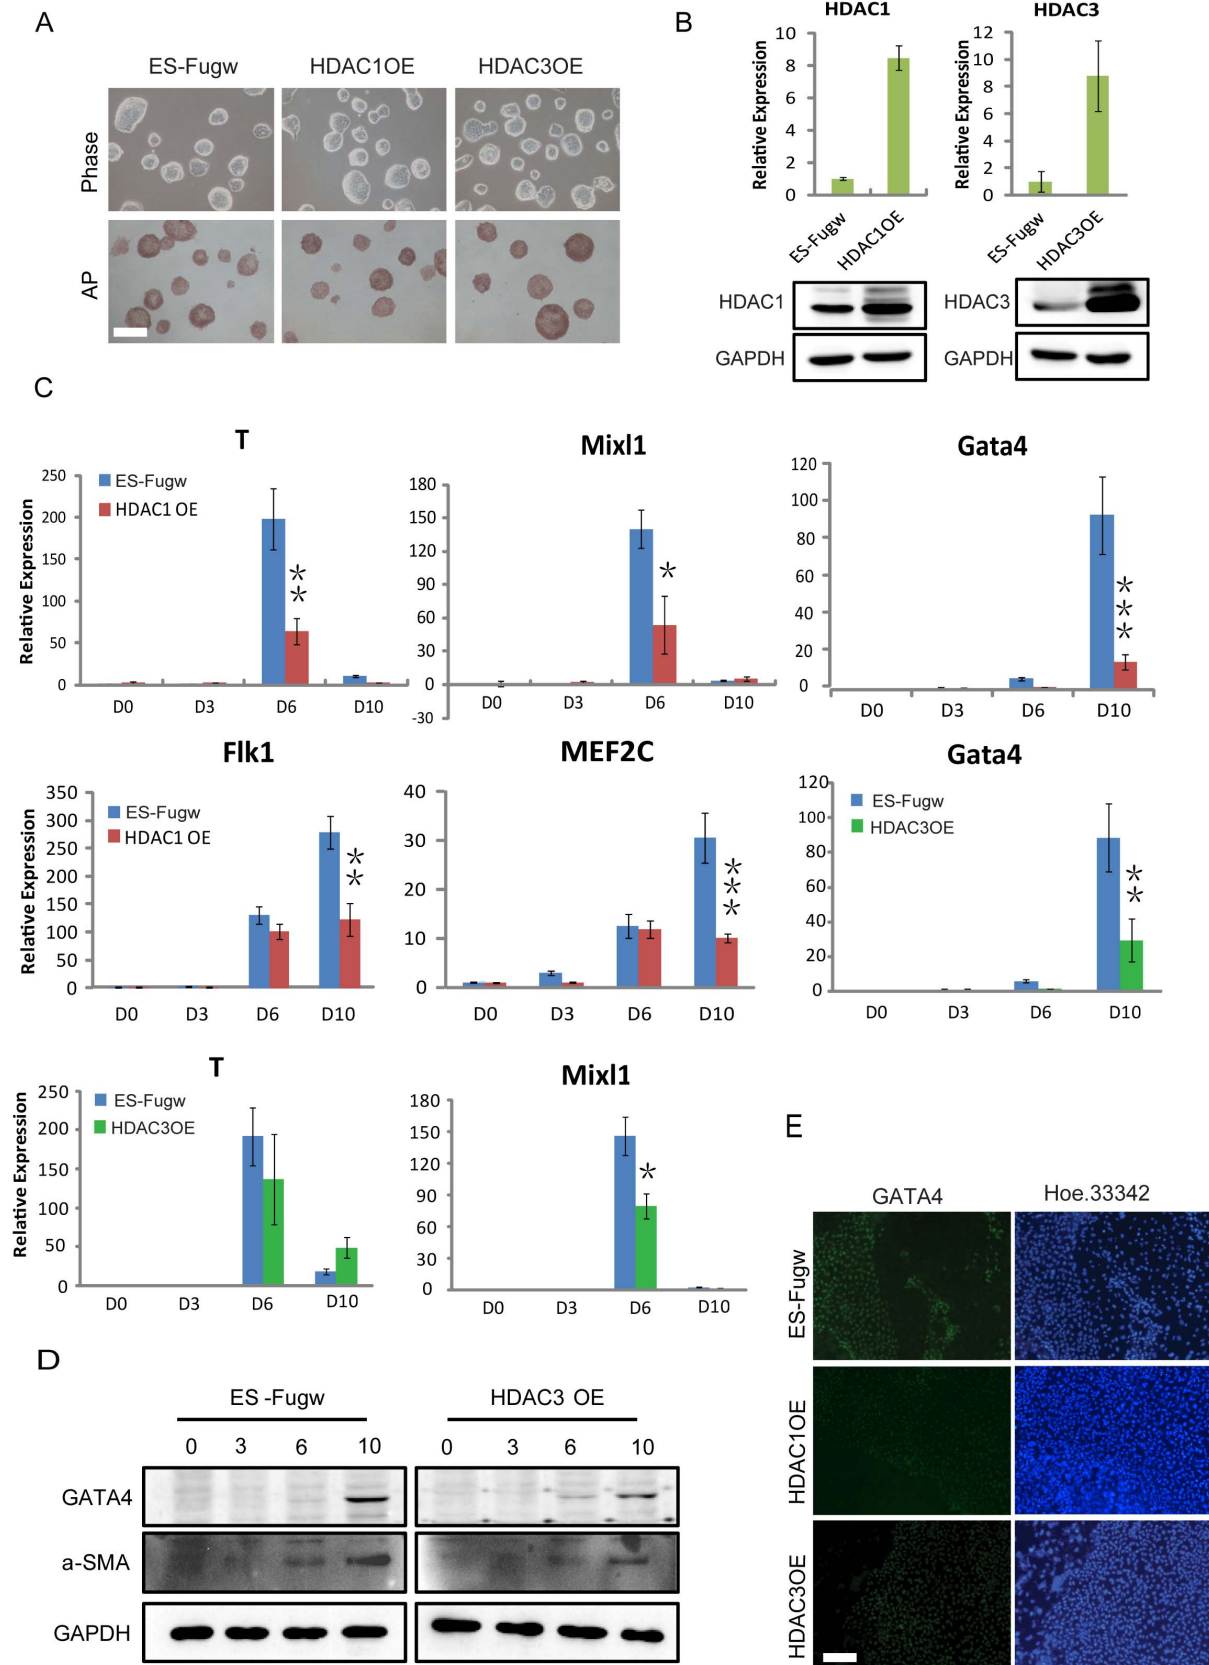 A
ES-Fugw HDAC1OE HDAC3OE
Phase
AP
B
HDAC1
Relative Expression
10
8
6
4
2
0
ES-Fugw HDAC1OE
HDAC3
Relative Expression
12
10
8
6
4
2
0
ES-Fugw HDAC3OE
HDAC1
GAPDH
HDAC3
GAPDH
C
T
Relative Expression
250
200
150
100
50
0
ES-Fugw
HDAC1 OE
**
D0 D3 D6 D10
Mixl1
180
150
120
90
60
30
0
-30
*
D0 D3 D6 D10
Gata4
120
100
80
60
40
20
0
***
D0 D3 D6 D10
Flk1
Relative Expression
350
300
250
200
150
100
50
0
ES-Fugw
HDAC1 OE
**
D0 D3 D6 D10
MEF2C
40
30
20
10
0
***
D0 D3 D6 D10
Gata4
120
100
80
60
40
20
0
ES-Fugw
HDAC3OE
**
D0 D3 D6 D10
T
Relative Expression
250
200
150
100
50
0
ES-Fugw
HDAC3OE
D0 D3 D6 D10
Mixl1
180
150
120
90
60
30
0
*
D0 D3 D6 D10
D
ES -Fugw HDAC3 OE
0 3 6 10 0 3 6 10
GATA4
a-SMA
GAPDH
E
GATA4 Hoe.33342
ES-Fugw
HDAC1OE
HDAC3OE